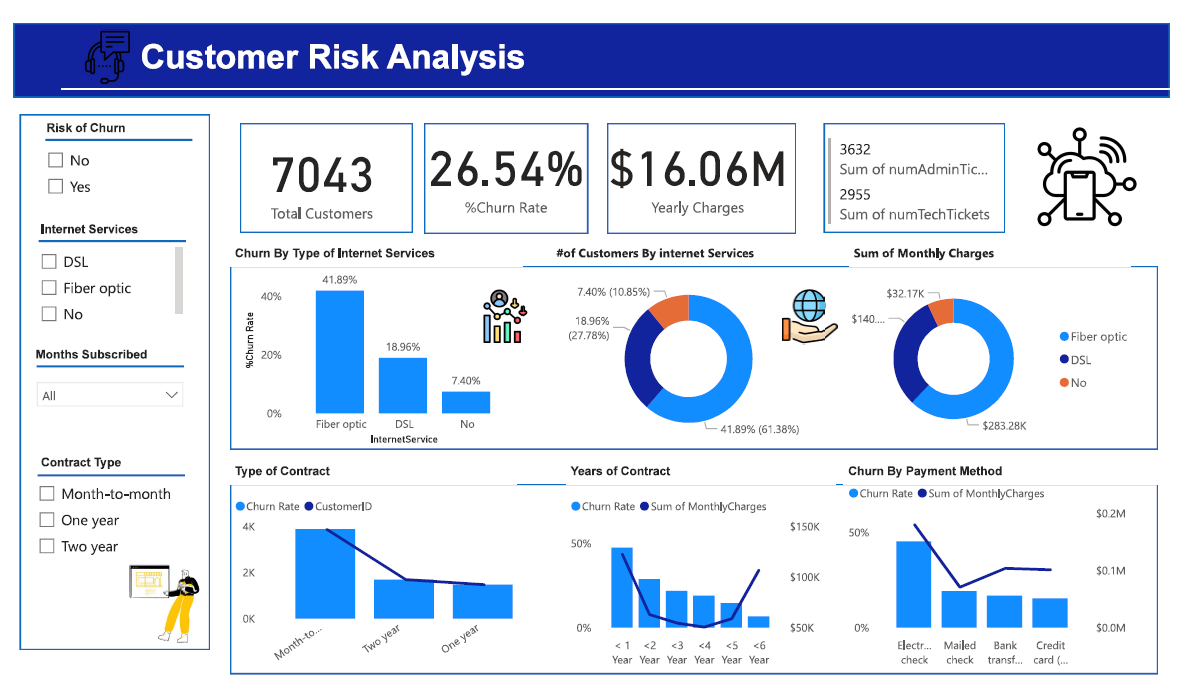 Customer Risk Analysis
Risk of Churn
No
Yes
Internet Services
DSL
Fiber optic
No
Months Subscribed
All
Contract Type
Month-to-month
One year
Two year
7043
Total Customers
26.54%
%Churn Rate
$16.06M
Yearly Charges
3632
Sum of numAdminTic...
2955
Sum of numTechTickets
Churn By Type of Internet Services
41.89%
40%
18.96%
20%
7.40%
0%
%Churn Rate
Fiber optic
DSL
No
InternetService
#of Customers By internet Services
7.40% (10.85%)
18.96%
(27.78%)
41.89% (61.38%)
Sum of Monthly Charges
$32.17K
$140....
$283.28K
Fiber optic
DSL
No
Type of Contract
Churn Rate CustomerID
4K
2K
0K
Month-to...
Two year
One year
Years of Contract
Churn Rate Sum of MonthlyCharges
50%
0%
$150K
$100K
$50K
< 1 <2 <3 <4 <5 <6
Year Year Year Year Year Year
Churn By Payment Method
Churn Rate Sum of MonthlyCharges
50%
0%
$0.2M
$0.1M
$0.0M
Electr... Mailed Bank Credit
check check transf... card (...